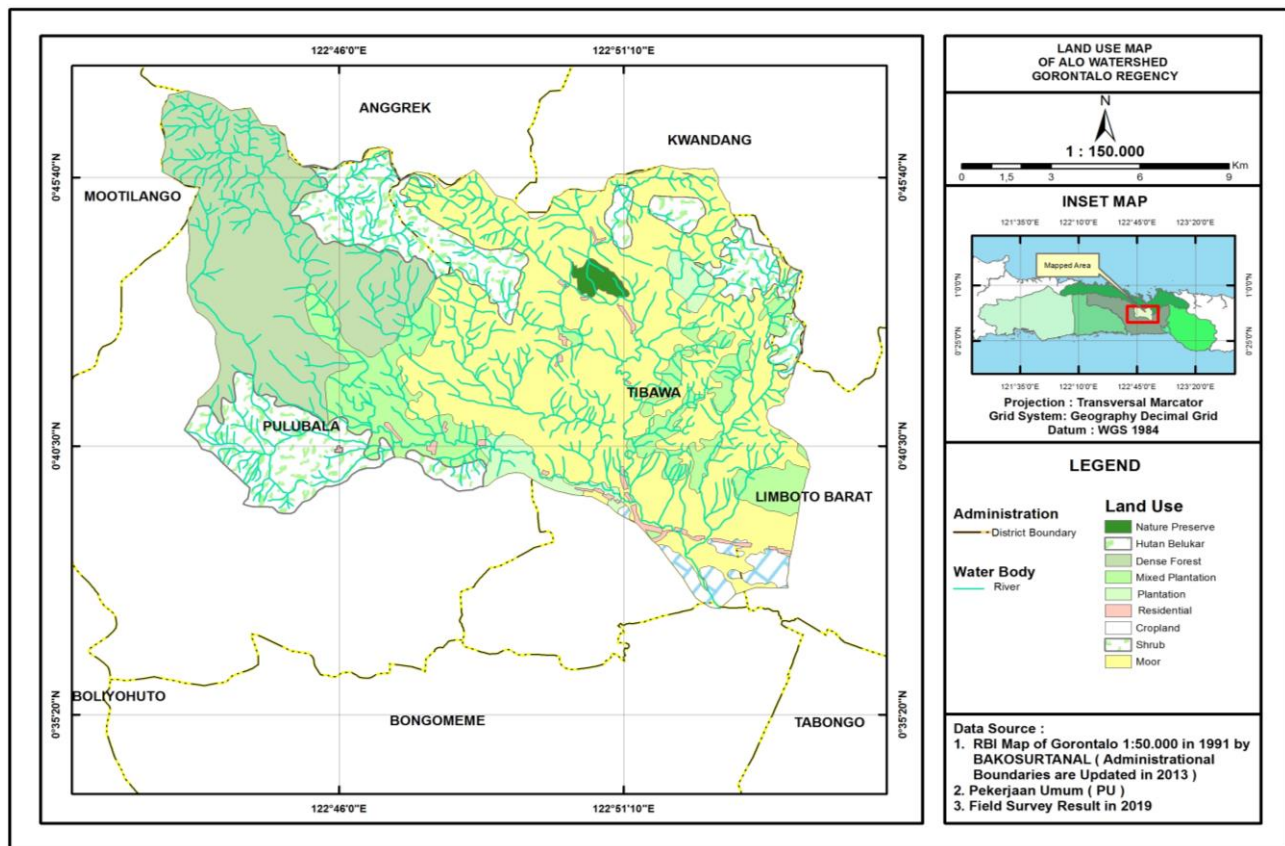 122°46'0"E
122°51'10"E
ANGGREK
KWANDANG
0°45'40"N
0°45'40"N
MOOTILANGO
TIBAWA
PULUBALA
0°40'30"N
0°40'30"N
LIMBOTO BARAT
BOLIYOHUTO
BONGOMEME
TABONGO
0°35'20"N
0°35'20"N
122°46'0"E
122°51'10"E
LAND USE MAP
OF ALO WATERSHED
GORONTALO REGENCY
N
1 : 150.000
Km
0 1,5 3 6 9
INSET MAP
121°35'0"E 122°10'0"E 122°45'0"E 123°20'0"E
Mapped Area
1°0'0"N
1°0'0"N
0°25'0"N
0°25'0"N
121°35'0"E 122°10'0"E 122°45'0"E 123°20'0"E
Projection : Transversal Marcator
Grid System: Geography Decimal Grid
Datum : WGS 1984
LEGEND
Administration
District Boundary
Water Body
River
Land Use
Nature Preserve
Hutan Belukar
Dense Forest
Mixed Plantation
Plantation
Residential
Cropland
Shrub
Moor
Data Source :
1. RBI Map of Gorontalo 1:50.000 in 1991 by
BAKOSURTANAL ( Administrational
Boundaries are Updated in 2013 )
2. Pekerjaan Umum ( PU )
3. Field Survey Result in 2019